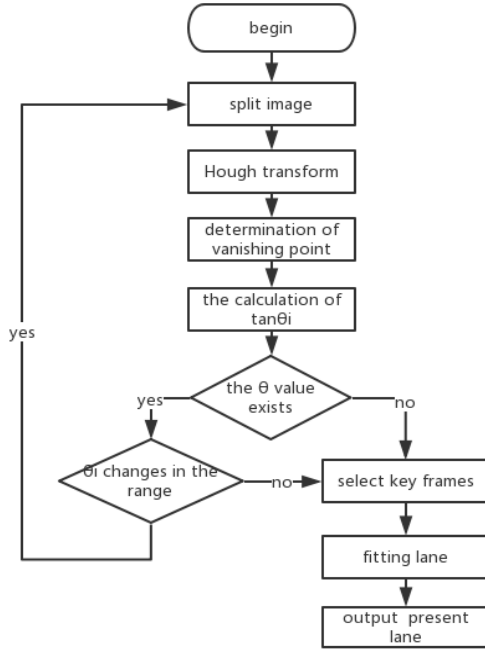 begin
split image
Hough transform
determination of
vanishing point
the calculation of
tanθi
yes
the θ value
exists
yes
no
θi changes in the
range
no
select key frames
fitting lane
output present
lane